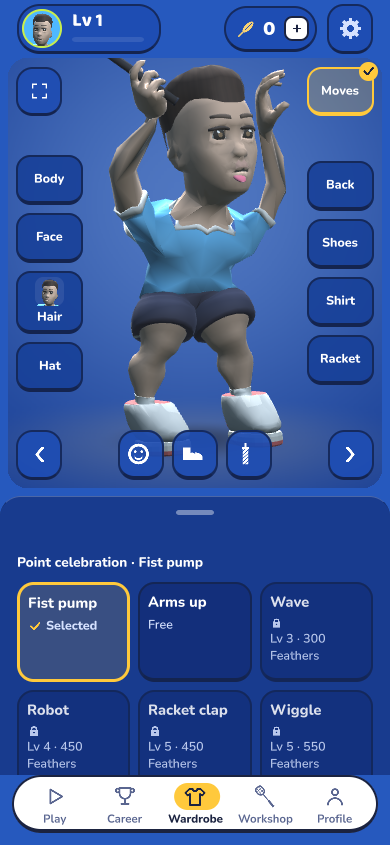 Lv 1
0
+
Moves
Body
Face
Hair
Hat
Back
Shoes
Shirt
Racket
Point celebration · Fist pump
Fist pump
Selected
Arms up
Free
Wave
Lv 3 · 300
Feathers
Robot
Lv 4 · 450
Feathers
Racket clap
Lv 5 · 450
Feathers
Wiggle
Lv 5 · 550
Feathers
Play
Career
Wardrobe
Workshop
Profile